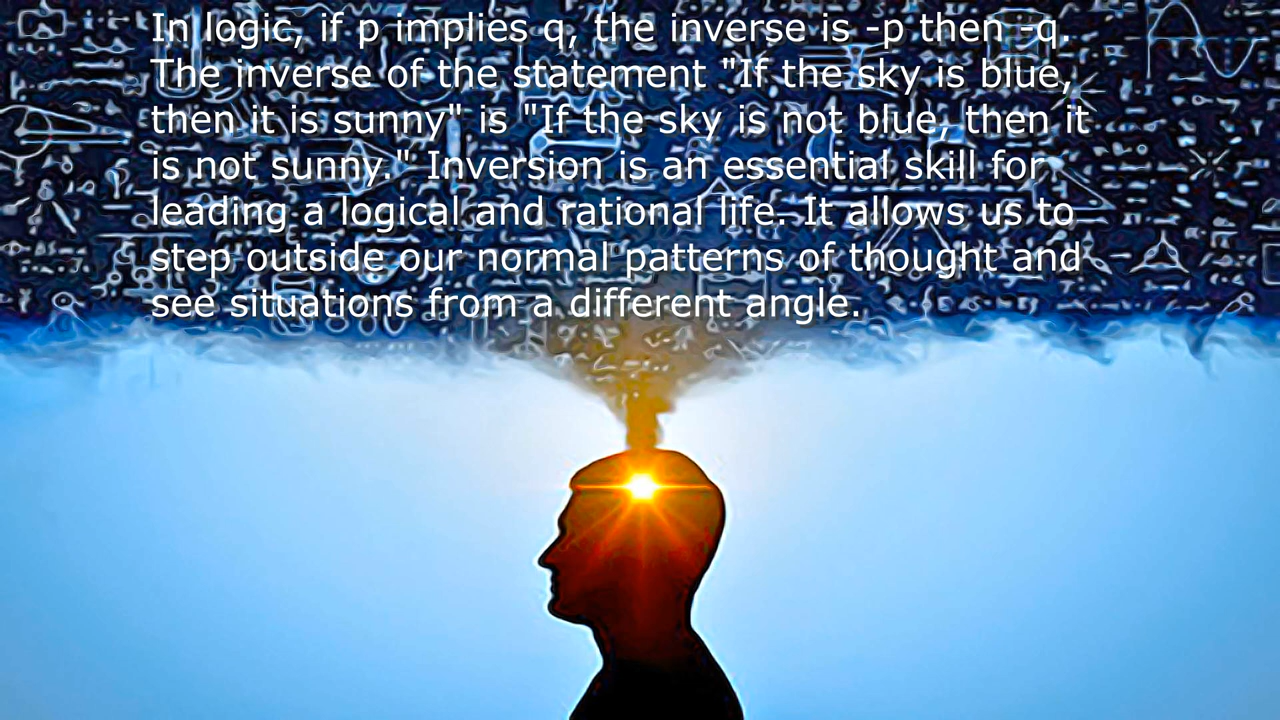 In logic, if p implies q, the inverse is -p then -q.
The inverse of the statement "If the sky is blue,
then it is sunny" is "If the sky is not blue, then it
is not sunny." Inversion is an essential skill for
leading a logical and rational life. It allows us to
step outside our normal patterns of thought and
see situations from a different angle.